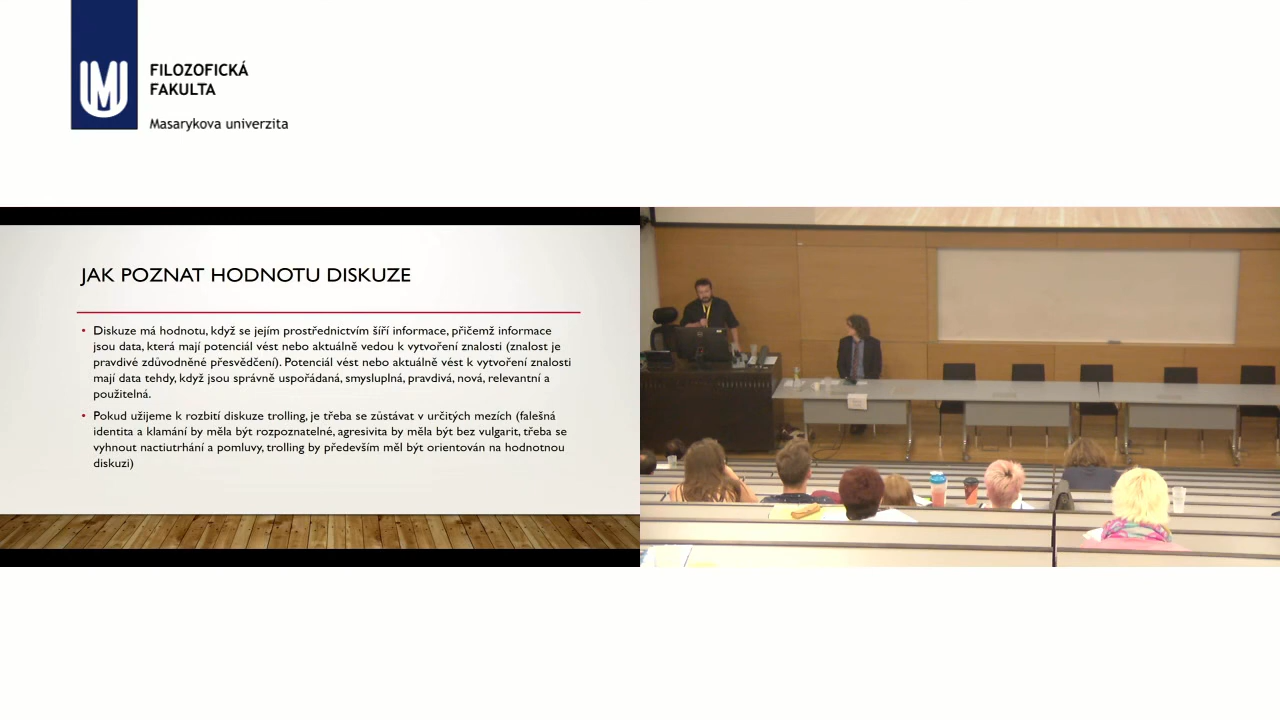 FILOZOFICKÁ
FAKULTA
Masarykova univerzita
JAK POZNAT HODNOTU DISKUZE
• Diskuze má hodnotu, když se jejím prostřednictvím šíří informace, přičemž informace
jsou data, která mají potenciál vést nebo aktuálně vedou k vytvoření znalosti (znalost je
pravdivé zdůvodněné přesvědčení). Potenciál vést nebo aktuálně vést k vytvoření znalosti
mají data tehdy, když jsou správně uspořádaná, smysluplná, pravdivá, nová, relevantní a
použitelná.
• Pokud užijeme k rozbití diskuze trolling, je třeba se zůstávat v určitých mezích (falešná
identita a klamání by měla být rozpoznatelné, agresivita by měla být bez vulgarit, třeba se
vyhnout nactiutrhání a pomluvy, trolling by především měl být orientován na hodnotnou
diskuzi)